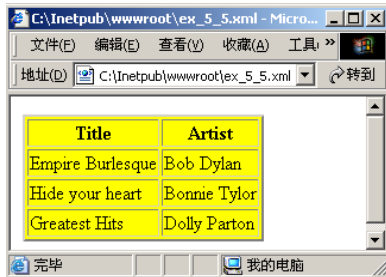 C:\Inetpub\wwwroot\ex_5_5.xml - Micro...
文件(F) 编辑(E) 查看(V) 收藏(A) 工具 »
地址(D) C:\Inetpub\wwwroot\ex_5_5.xml 转到
Title Artist
Empire Burlesque Bob Dylan
Hide your heart Bonnie Tylor
Greatest Hits Dolly Parton
完毕 我的电脑